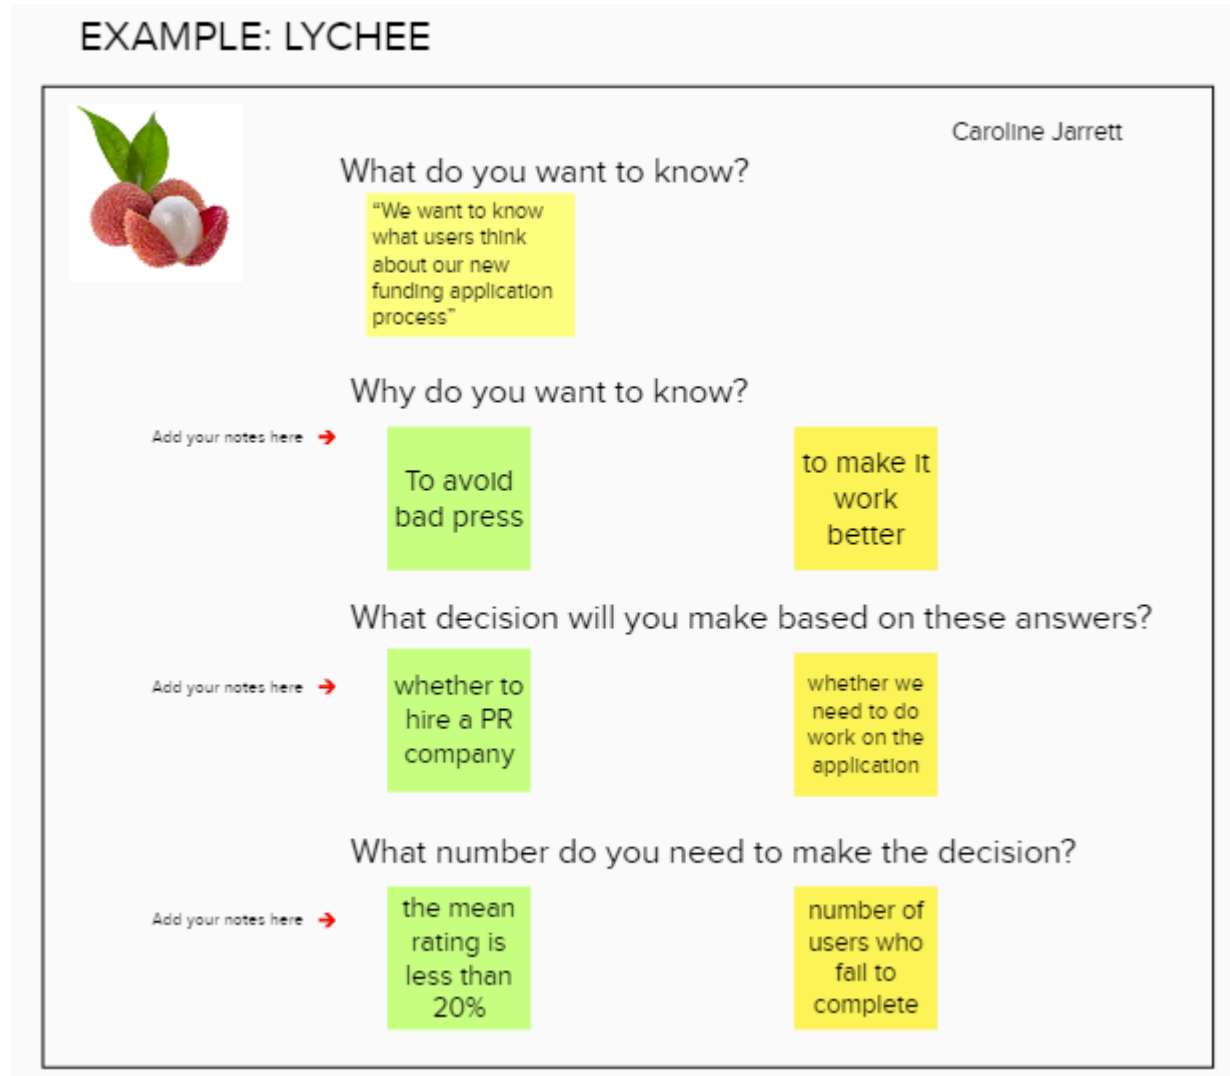 EXAMPLE: LYCHEE
Caroline Jarrett
What do you want to know?
“We want to know
what users think
about our new
funding application
process”
Why do you want to know?
Add your notes here
To avoid
bad press
to make it
work
better
What decision will you make based on these answers?
Add your notes here
whether to
hire a PR
company
whether we
need to do
work on the
application
What number do you need to make the decision?
Add your notes here
the mean
rating is
less than
20%
number of
users who
fail to
complete